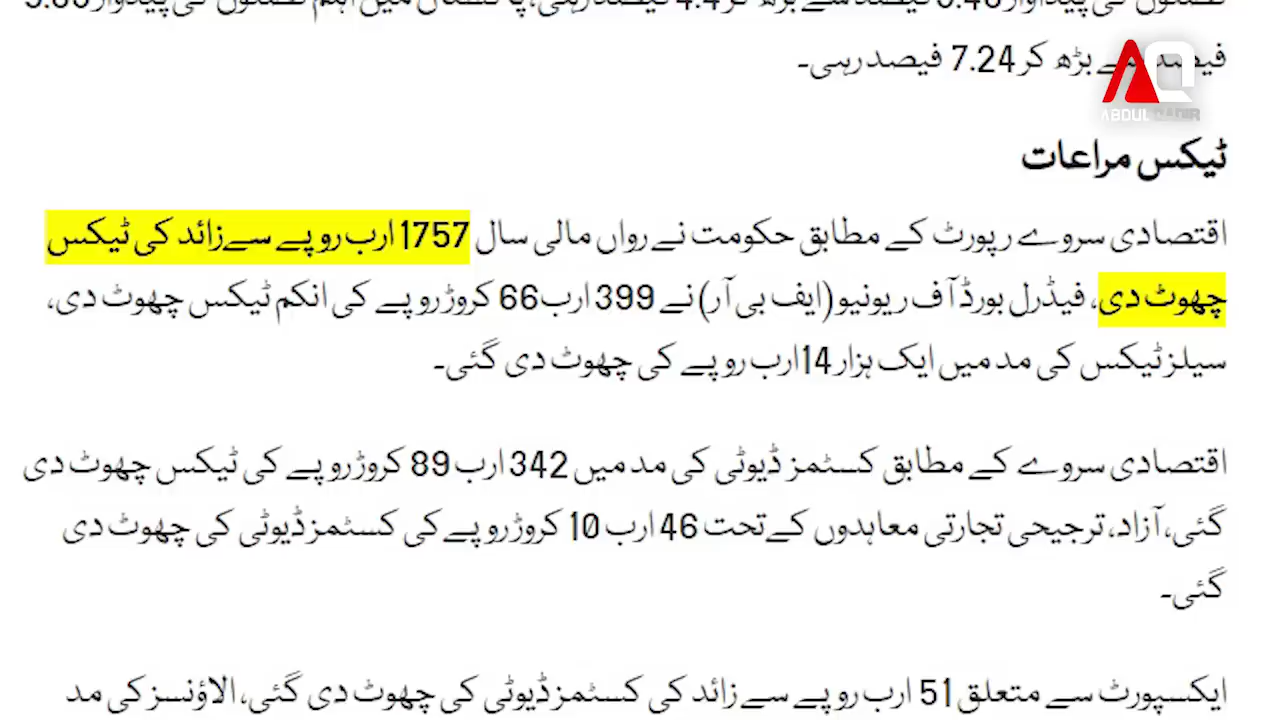 فیصد سے بڑھ کر 7.24 فیصد رہی۔
AQ
ABDUL QADIR
ٹیکس مراعات
اقتصادی سروے رپورٹ کے مطابق حکومت نے رواں مالی سال 1757 ارب روپے سے زائد کی ٹیکس
چھوٹ دی، فیڈرل بورڈ آف ریونیو (ایف بی آر) نے 399 ارب 66 کروڑ روپے کی انکم ٹیکس چھوٹ دی،
سیلز ٹیکس کی مد میں ایک ہزار 14 ارب روپے کی چھوٹ دی گئی۔
اقتصادی سروے کے مطابق کسٹمز ڈیوٹی کی مد میں 342 ارب 89 کروڑ روپے کی ٹیکس چھوٹ دی
گئی، آزاد، ترجیحی تجارتی معاہدوں کے تحت 46 ارب 10 کروڑ روپے کی کسٹمز ڈیوٹی کی چھوٹ دی
گئی۔
ایکسپورٹ سے متعلق 51 ارب روپے سے زائد کی کسٹمز ڈیوٹی کی چھوٹ دی گئی، الاؤنسز کی مد